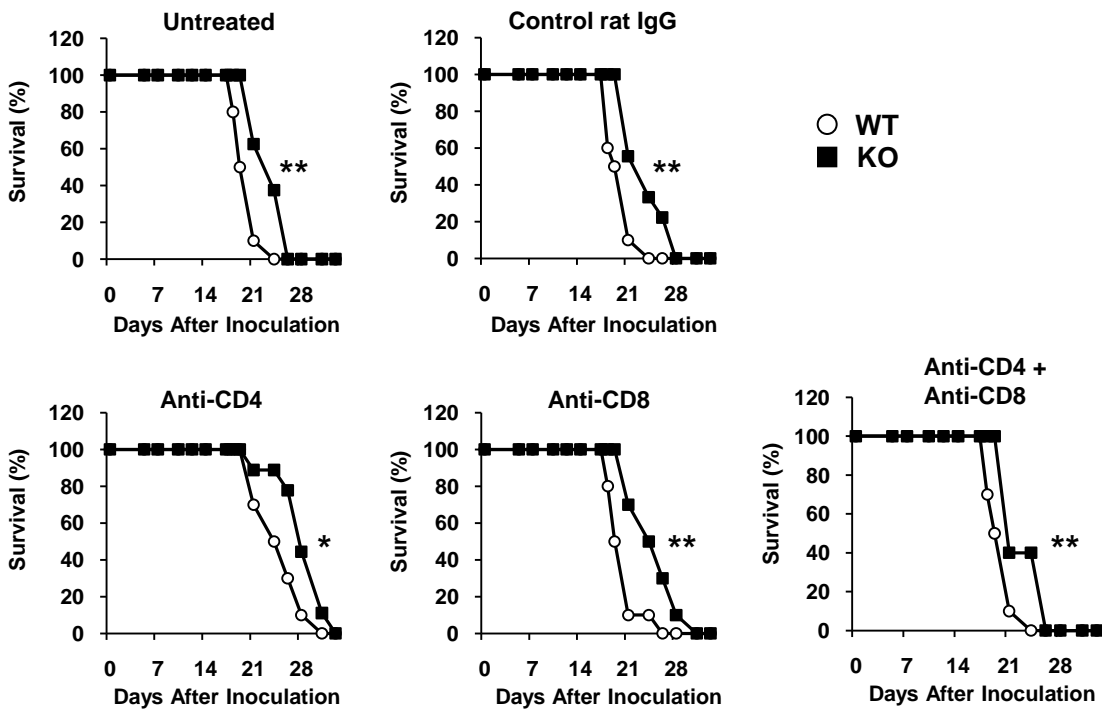 Untreated
120
100
80
60
40
20
0
Survival (%)
**
0 7 14 21 28
Days After Inoculation
Control rat IgG
120
100
80
60
40
20
0
Survival (%)
**
0 7 14 21 28
Days After Inoculation
WT
KO
Anti-CD4
120
100
80
60
40
20
0
Survival (%)
*
0 7 14 21 28
Days After Inoculation
Anti-CD8
120
100
80
60
40
20
0
Survival (%)
**
0 7 14 21 28
Days After Inoculation
Anti-CD4 +
Anti-CD8
120
100
80
60
40
20
0
Survival (%)
**
0 7 14 21 28
Days After Inoculation